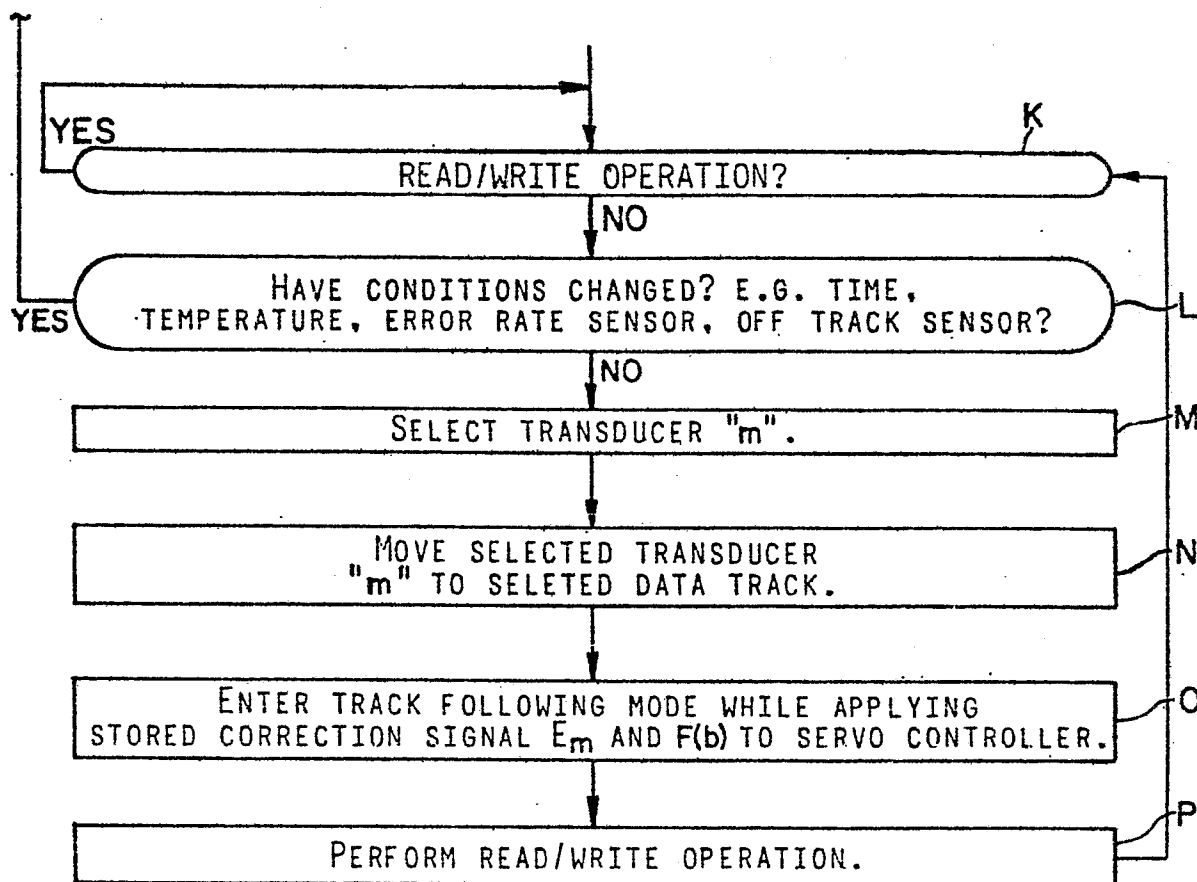 K
YES
READ/WRITE OPERATION?
NO
HAVE CONDITIONS CHANGED? E.G. TIME,
TEMPERATURE, ERROR RATE SENSOR, OFF TRACK SENSOR?
YES
L
NO
SELECT TRANSDUCER "m".
M
MOVE SELECTED TRANSDUCER
"m" TO SELETED DATA TRACK.
N
ENTER TRACK FOLLOWING MODE WHILE APPLYING
STORED CORRECTION SIGNAL Em AND F(b) TO SERVO CONTROLLER.
O
PERFORM READ/WRITE OPERATION.
P